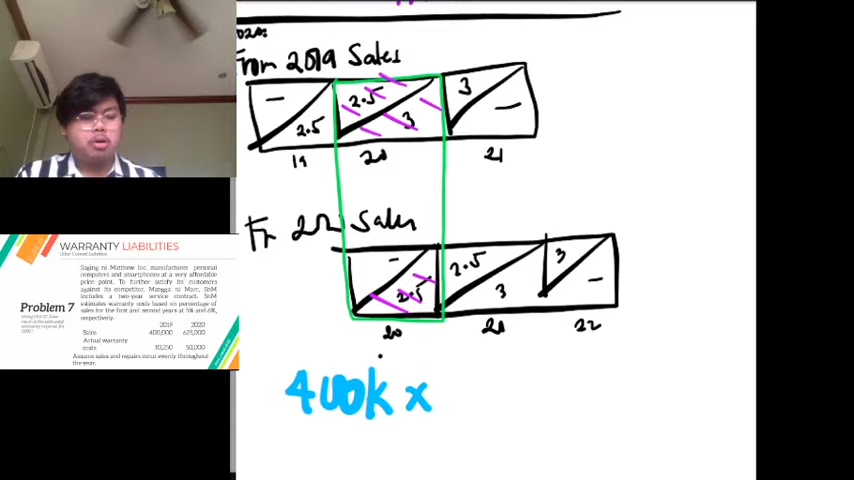 From 2019 Sales
-
2.5
2.5
3
3
-
19
20
21
Sales
-
2.5
2.5
3
3
-
20
21
22
400k x
WARRANTY LIABILITIES
Other Current Liabilities
Problem 7
Saging ni Matthew Inc. manufactures personal
computers and smartphones at a very affordable
price point. To further satisfy its customers
against its competitor, Mangga ni Marr, SnM
includes a two-year service contract. SnM
estimates warranty costs based on percentage of
sales for the first and second years at 5% and 6%,
respectively.
2019 2020
Sales 400,000 625,000
Actual warranty
costs 10,250 50,000
Assume sales and repairs occur evenly throughout
the year.